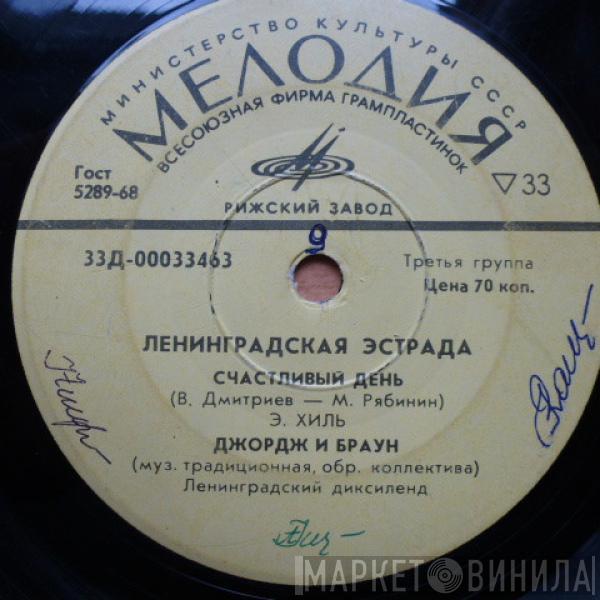 МИНИСТЕРСТВО КУЛЬТУРЫ СССР
МЕЛОДИЯ
ВСЕСОЮЗНАЯ ФИРМА ГРАМПЛАСТИНОК
Гост
5289-68
▽33
РИЖСКИЙ ЗАВОД
9
33Д-00033463
Третья группа
Цена 70 коп.
ЛЕНИНГРАДСКАЯ ЭСТРАДА
СЧАСТЛИВЫЙ ДЕНЬ
(В. Дмитриев — М. Рябинин)
Э. ХИЛЬ
ДЖОРДЖ И БРАУН
(муз. традиционная, обр. коллектива)
Ленинградский диксиленд
МАРКЕТ ВИНИЛА